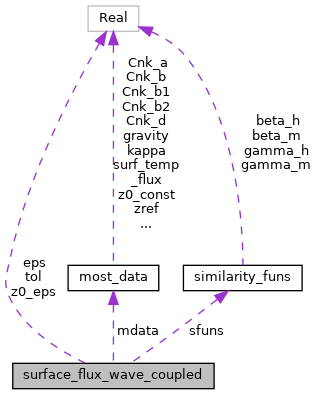 Real
Cnk_a
Cnk_b
Cnk_b1
Cnk_b2
Cnk_d
gravity
kappa
surf_temp
_flux
z0_const
zref
...
beta_h
beta_m
gamma_h
gamma_m
eps
tol
z0_eps
most_data
similarity_funs
mdata
sfuns
surface_flux_wave_coupled